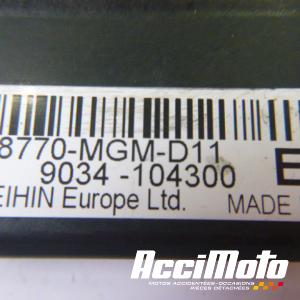 8770-MGM-D11
E
9034 -104300
EIHIN Europe Ltd.
MADE
ACCIMOTO
MOTOS ACCIDENTÉES - OCCASIONS
PIÈCES DÉTACHÉES